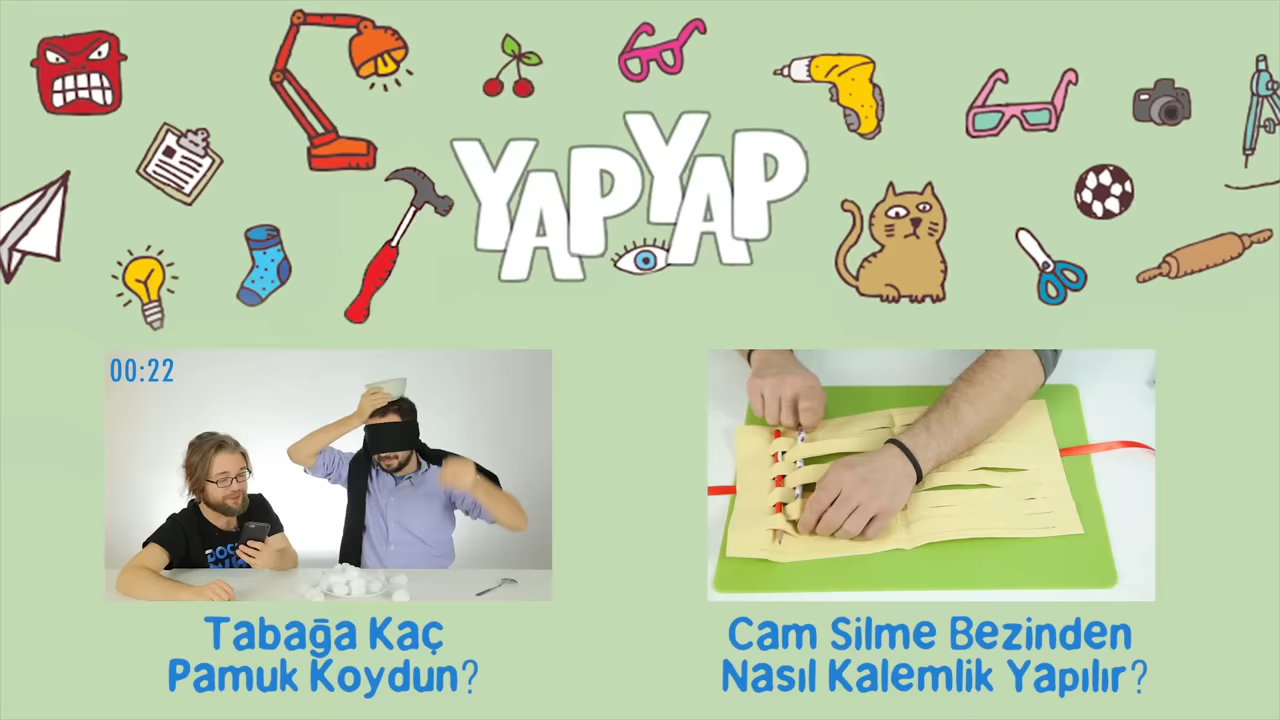 YAPYAP
00:22
Tabağa Kaç
Pamuk Koydun?
Cam Silme Bezinden
Nasıl Kalemlik Yapılır?